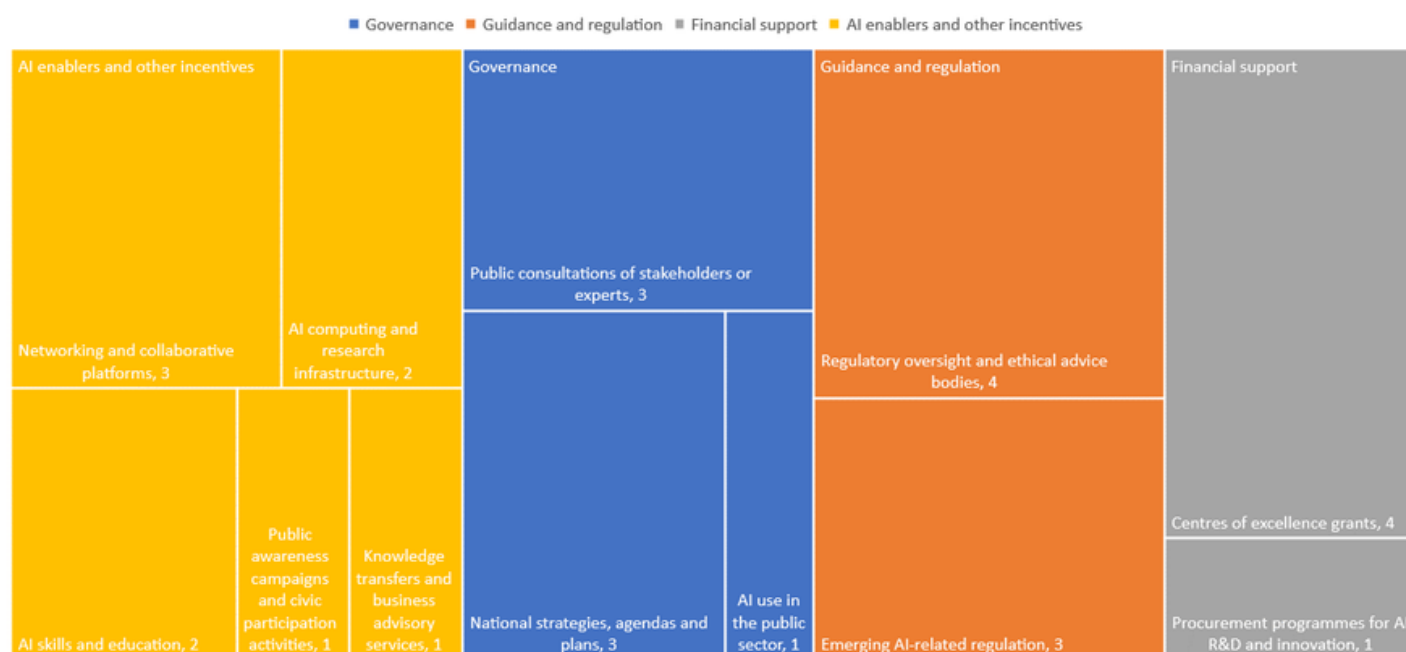 Governance Guidance and regulation Financial support AI enablers and other incentives
AI enablers and other incentives
Networking and collaborative
platforms, 3
AI computing and
research
infrastructure, 2
AI skills and education, 2
Public
awareness
campaigns
and civic
participation
activities, 1
Knowledge
transfers and
business
advisory
services, 1
Governance
Public consultations of stakeholders or
experts, 3
National strategies, agendas and
plans, 3
AI use in
the public
sector, 1
Guidance and regulation
Regulatory oversight and ethical advice
bodies, 4
Emerging AI-related regulation, 3
Financial support
Centres of excellence grants, 4
Procurement programmes for AI
R&D and innovation, 1